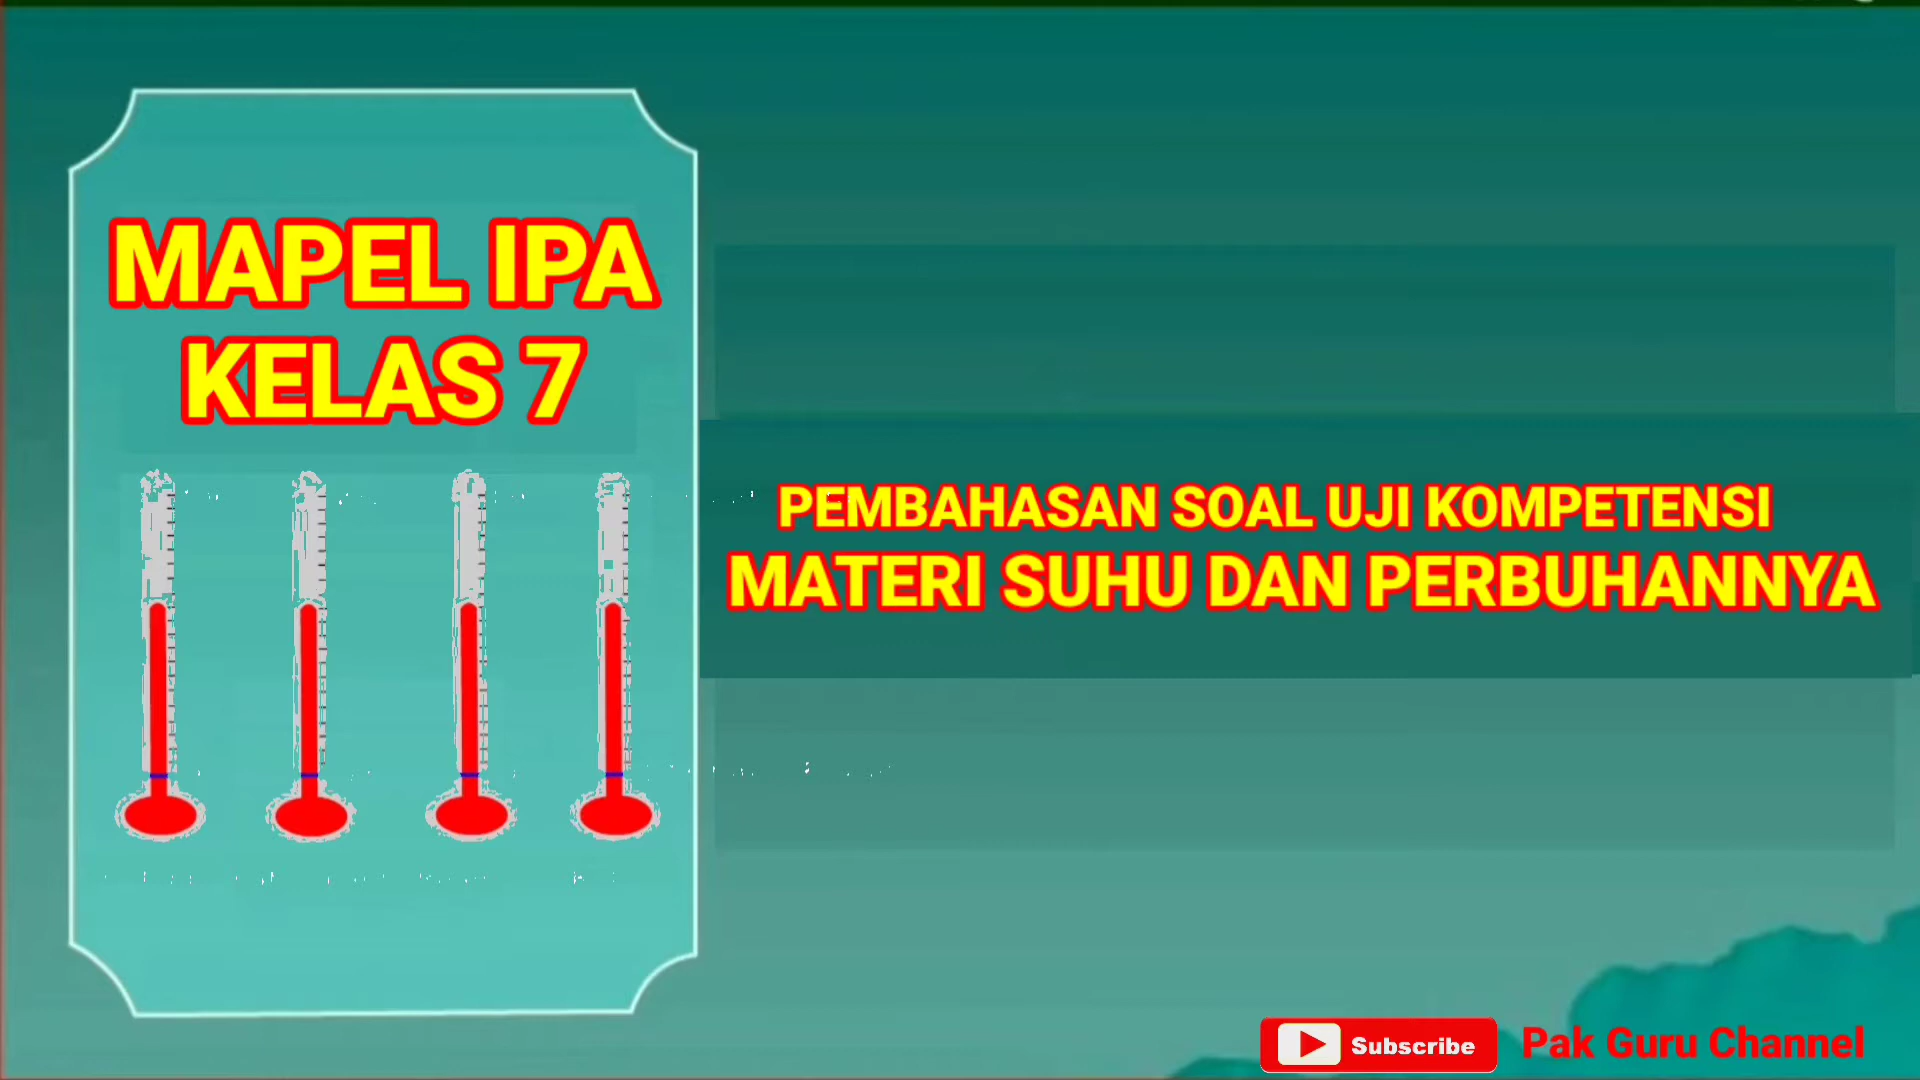 MAPEL IPA
KELAS 7
PEMBAHASAN SOAL UJI KOMPETENSI
MATERI SUHU DAN PERBUHANNYA
Subscribe
Pak Guru Channel